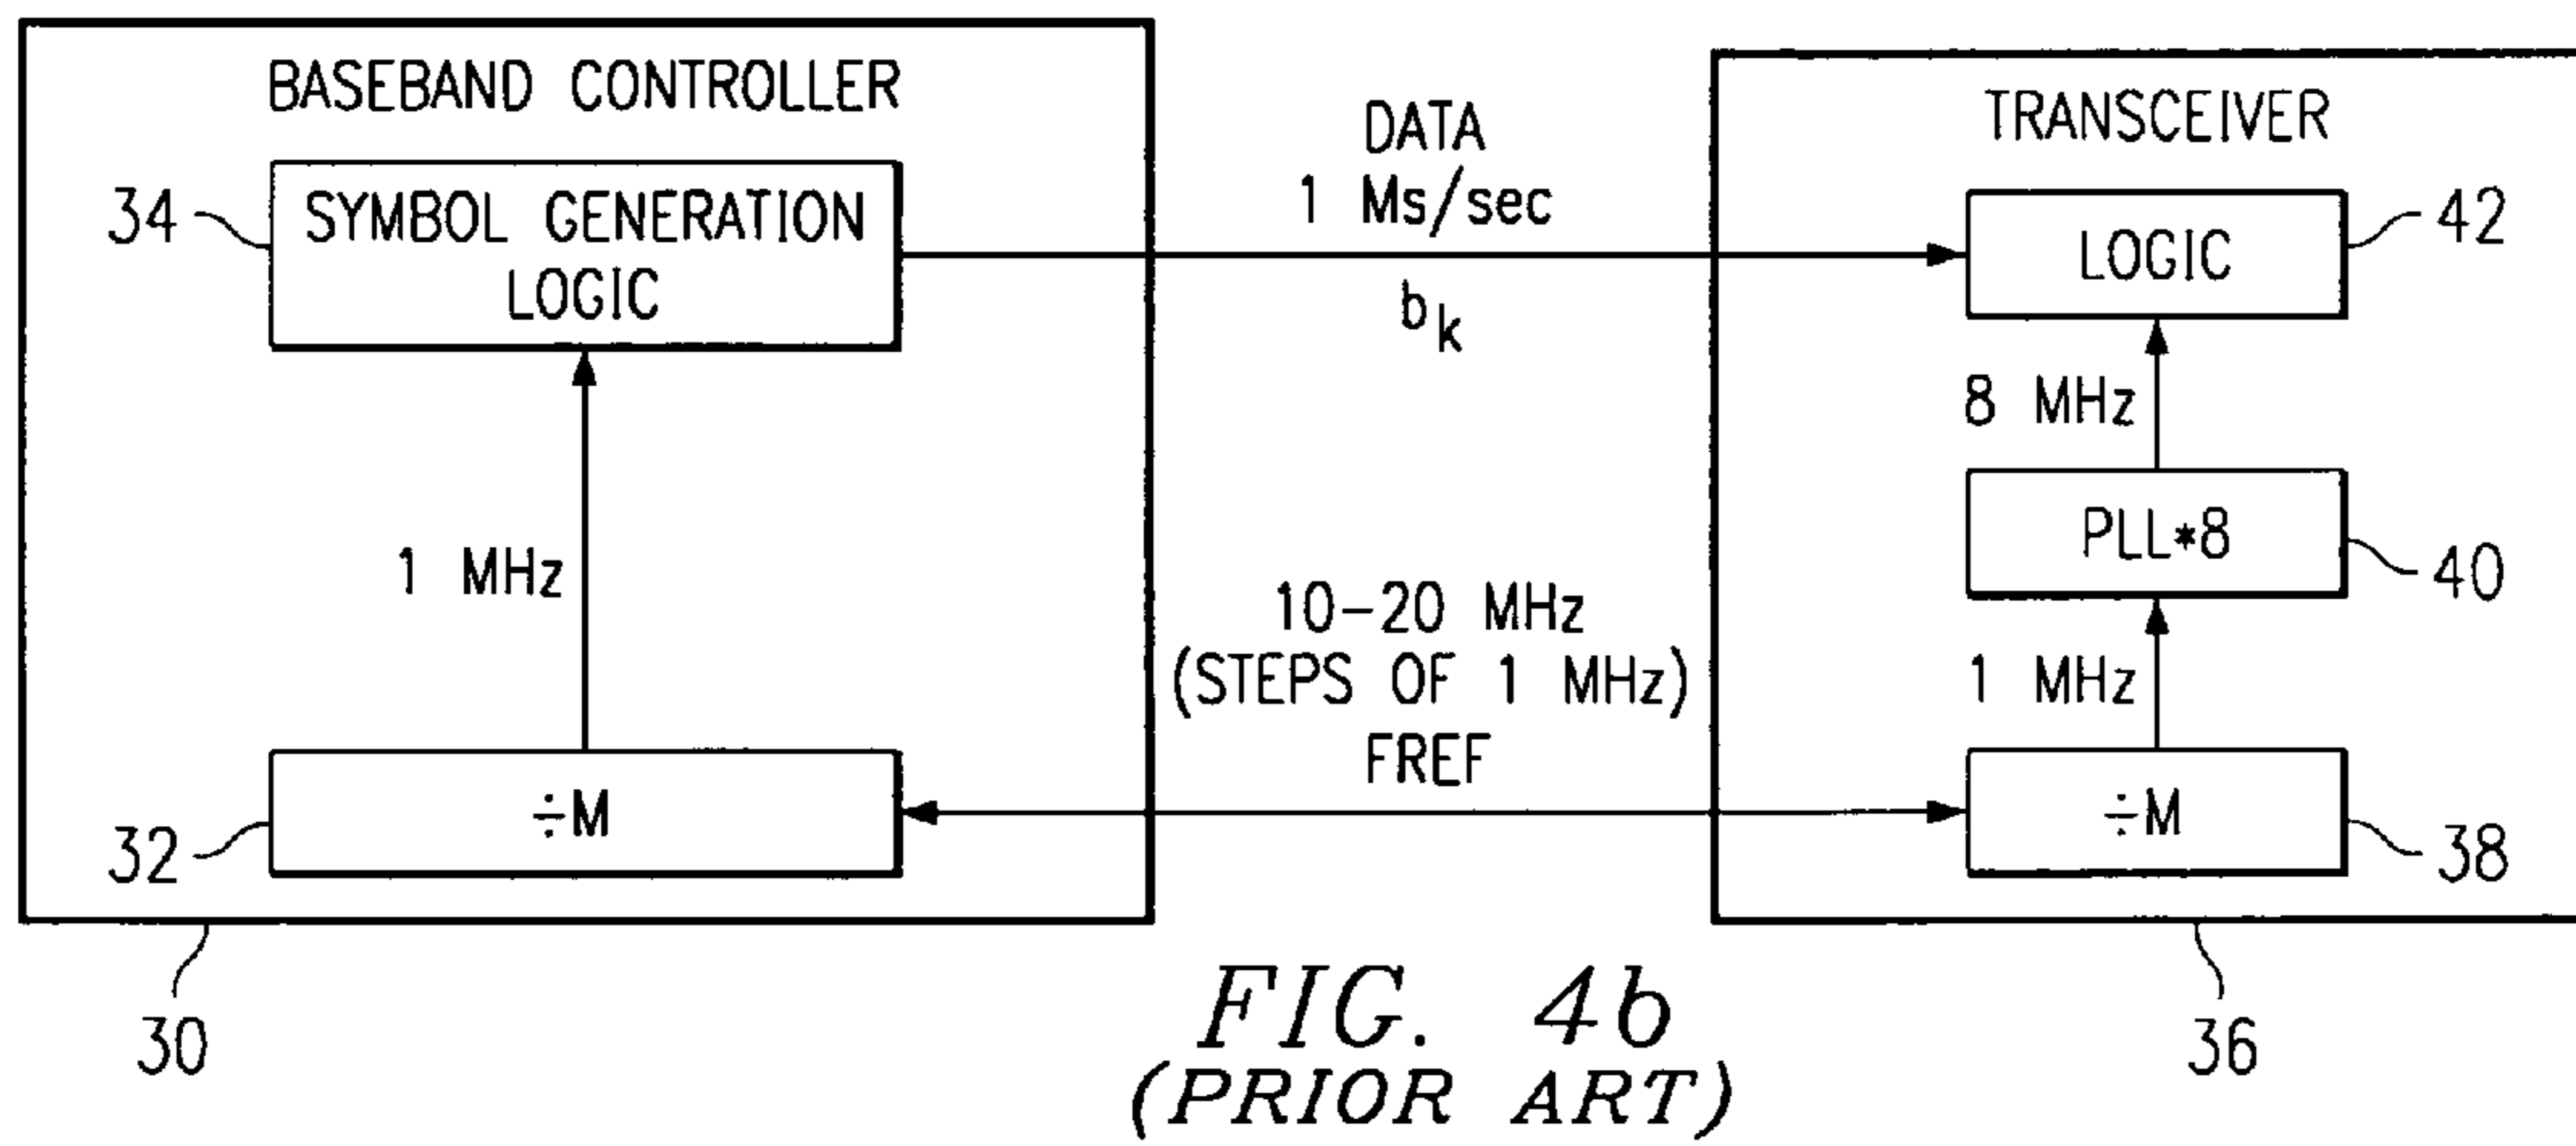 BASEBAND CONTROLLER
34
SYMBOL GENERATION
LOGIC
1 MHz
÷M
32
30
DATA
1 Ms/sec
b_k
10-20 MHz
(STEPS OF 1 MHz)
FREF
TRANSCEIVER
LOGIC
42
8 MHz
PLL*8
40
1 MHz
÷M
38
36
FIG. 4b
(PRIOR ART)